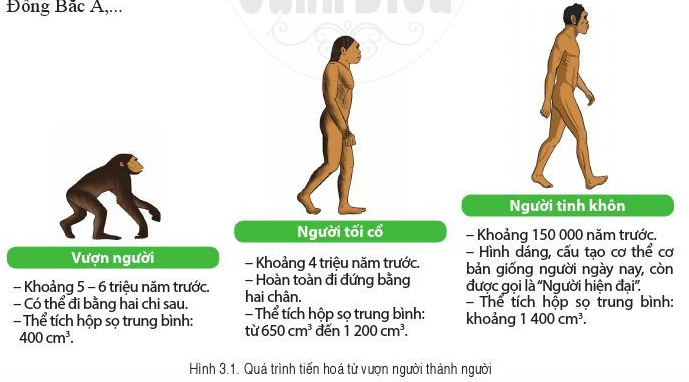 Đông Bắc Á,...
Cánh Diều
Người tinh khôn
– Khoảng 150 000 năm trước.
– Hình dáng, cấu tạo cơ thể cơ
bản giống người ngày nay, còn
được gọi là “Người hiện đại”.
– Thể tích hộp sọ trung bình:
khoảng 1 400 cm³.
Người tối cổ
– Khoảng 4 triệu năm trước.
– Hoàn toàn đi đứng bằng
hai chân.
– Thể tích hộp sọ trung bình:
từ 650 cm³ đến 1 200 cm³.
Vượn người
– Khoảng 5 – 6 triệu năm trước.
– Có thể đi bằng hai chi sau.
– Thể tích hộp sọ trung bình:
400 cm³.
Hình 3.1. Quá trình tiến hoá từ vượn người thành người